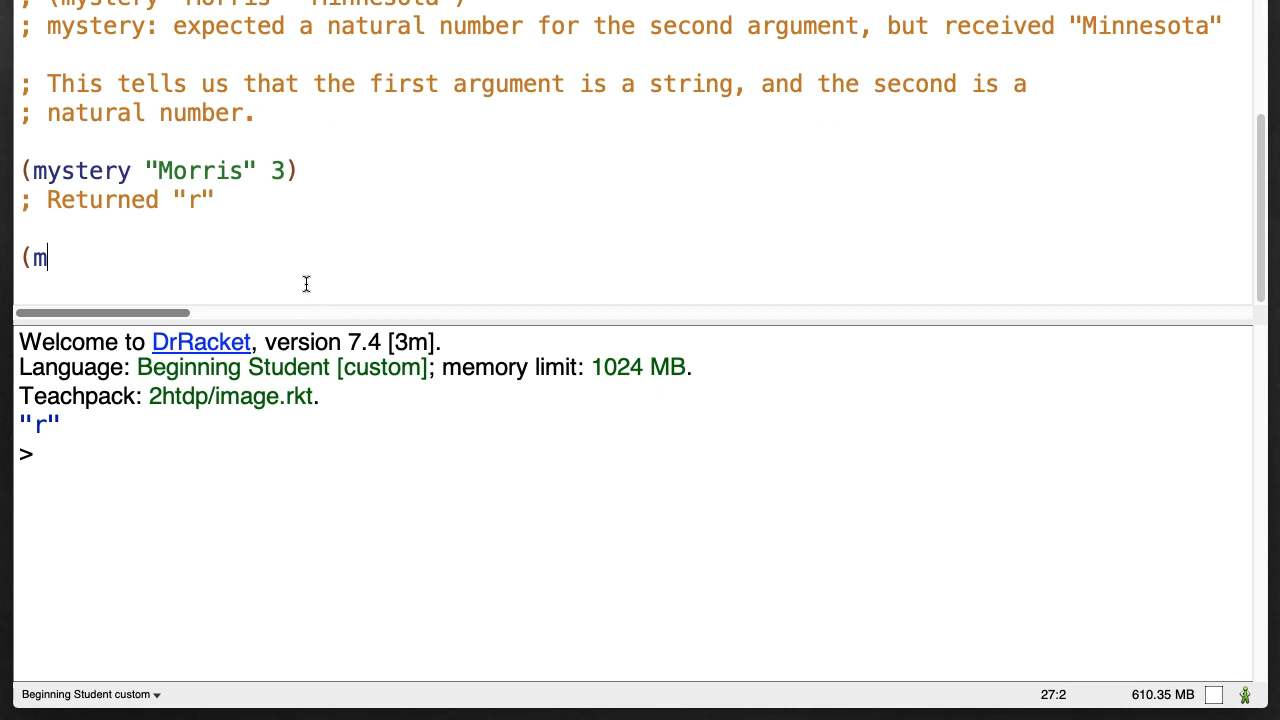 ; (mystery "Morris" "Minnesota")
; mystery: expected a natural number for the second argument, but received "Minnesota"
; This tells us that the first argument is a string, and the second is a
; natural number.
(mystery "Morris" 3)
; Returned "r"
(m
Welcome to DrRacket, version 7.4 [3m].
Language: Beginning Student [custom]; memory limit: 1024 MB.
Teachpack: 2htdp/image.rkt.
"r"
>
Beginning Student custom
27:2
610.35 MB